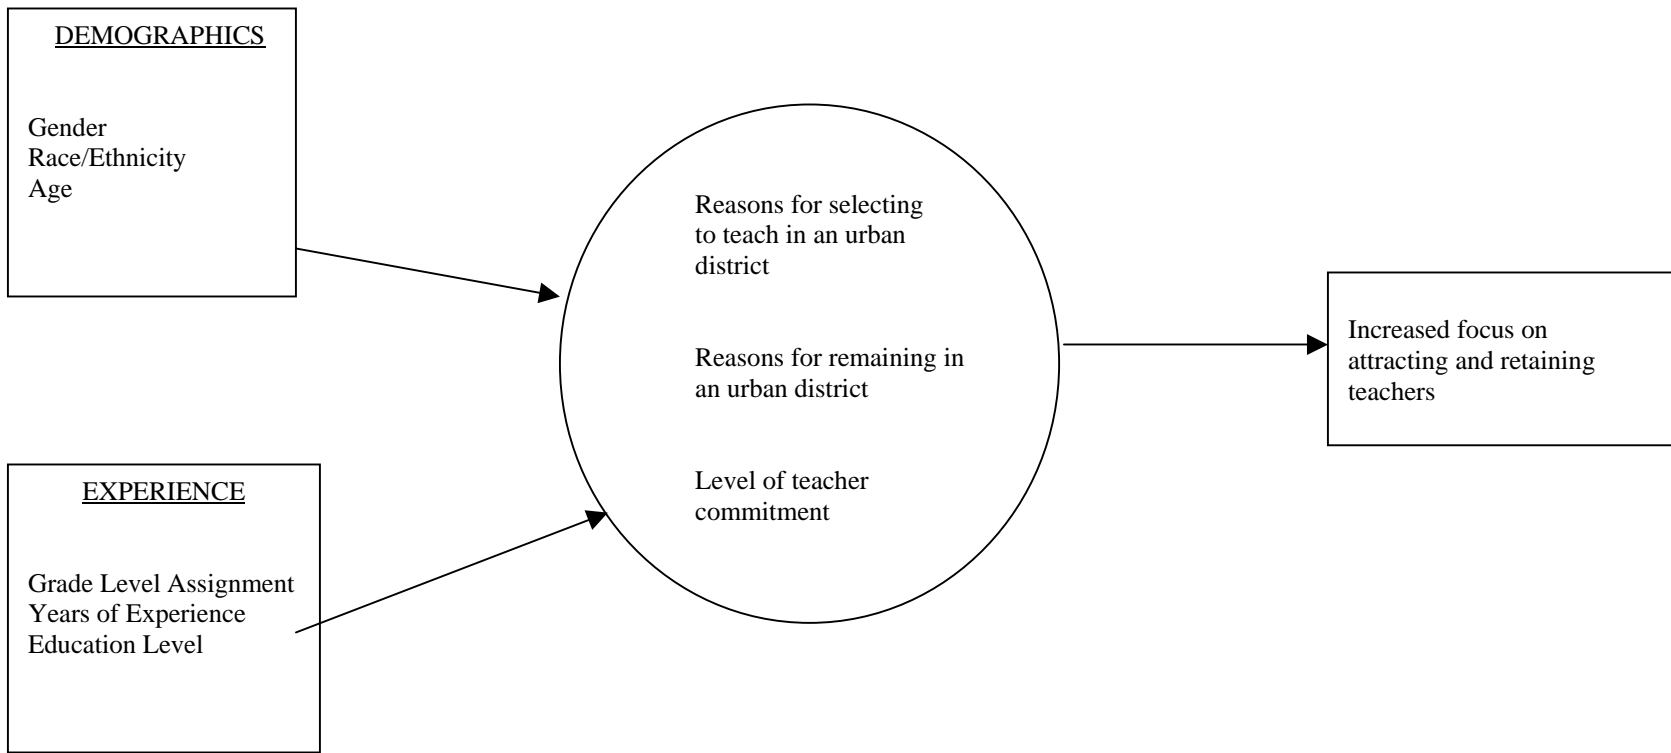 DEMOGRAPHICS
Gender
Race/Ethnicity
Age
EXPERIENCE
Grade Level Assignment
Years of Experience
Education Level
Reasons for selecting
to teach in an urban
district
Reasons for remaining in
an urban district
Level of teacher
commitment
Increased focus on
attracting and retaining
teachers